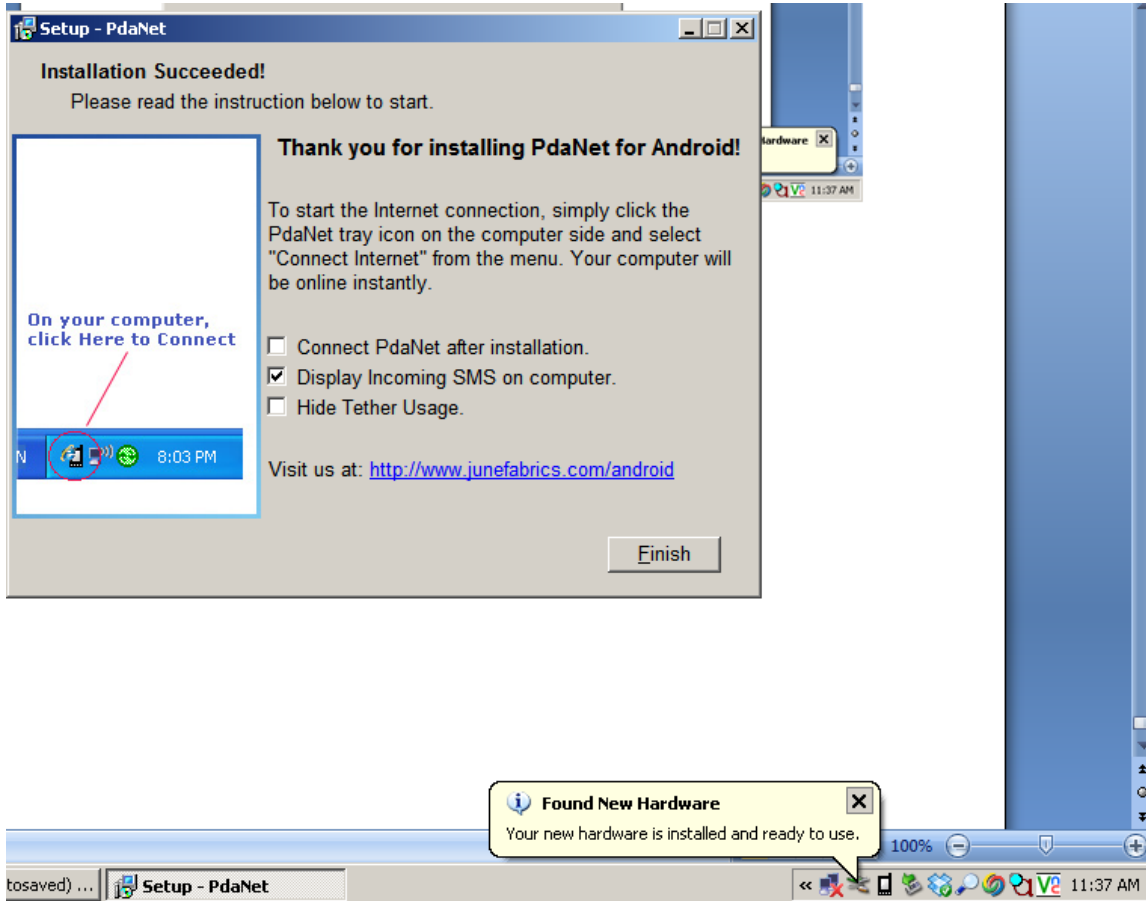 Setup - PdaNet
Installation Succeeded!
Please read the instruction below to start.
Thank you for installing PdaNet for Android!
To start the Internet connection, simply click the
PdaNet tray icon on the computer side and select
"Connect Internet" from the menu. Your computer will
be online instantly.
On your computer,
click Here to Connect
Connect PdaNet after installation.
Display Incoming SMS on computer.
Hide Tether Usage.
N
8:03 PM
Visit us at: http://www.junefabrics.com/android
Finish
ardware
11:37 AM
Found New Hardware
Your new hardware is installed and ready to use.
100%
tosaved) ...
Setup - PdaNet
«
V2
11:37 AM